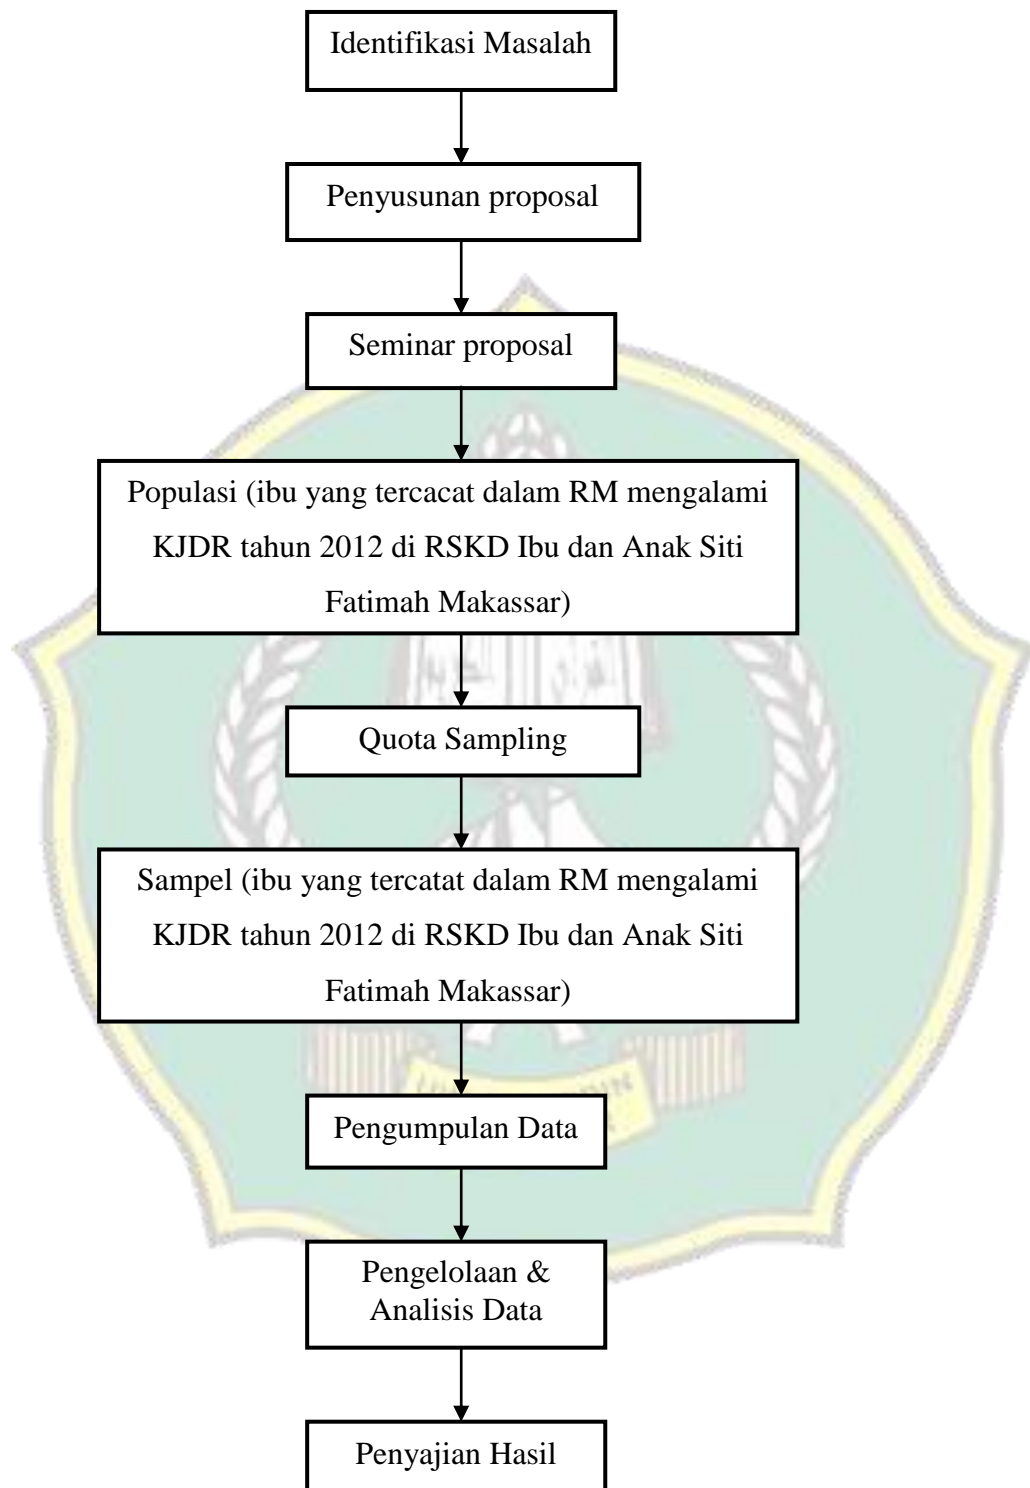 Identifikasi Masalah
Penyusunan proposal
Seminar proposal
Populasi (ibu yang tercacat dalam RM mengalami
KJDR tahun 2012 di RSKD Ibu dan Anak Siti
Fatimah Makassar)
Quota Sampling
Sampel (ibu yang tercatat dalam RM mengalami
KJDR tahun 2012 di RSKD Ibu dan Anak Siti
Fatimah Makassar)
Pengumpulan Data
Pengelolaan &
Analisis Data
Penyajian Hasil